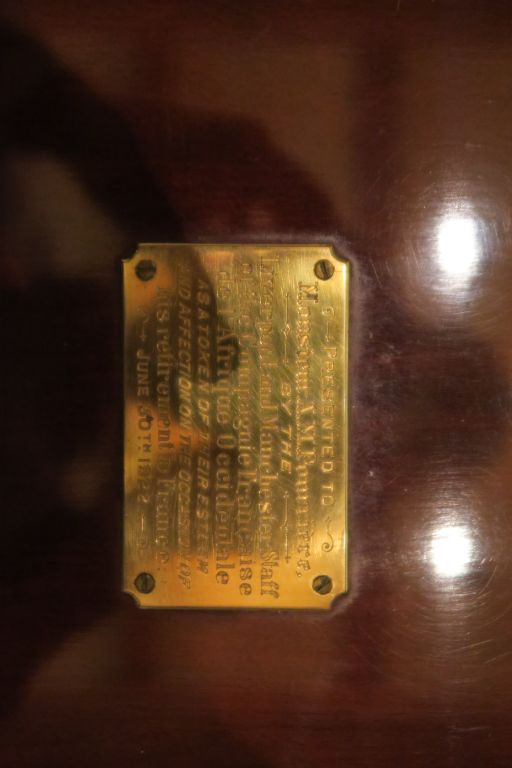 PRESENTED TO
Monsieur
BY THE
Liverpool and Manchester Staff
of the Compagnie Française
de l'Afrique Occidentale
AS A TOKEN OF THEIR ESTEEM
AND AFFECTION ON THE OCCASION OF
his retirement to France.
JUNE 30TH